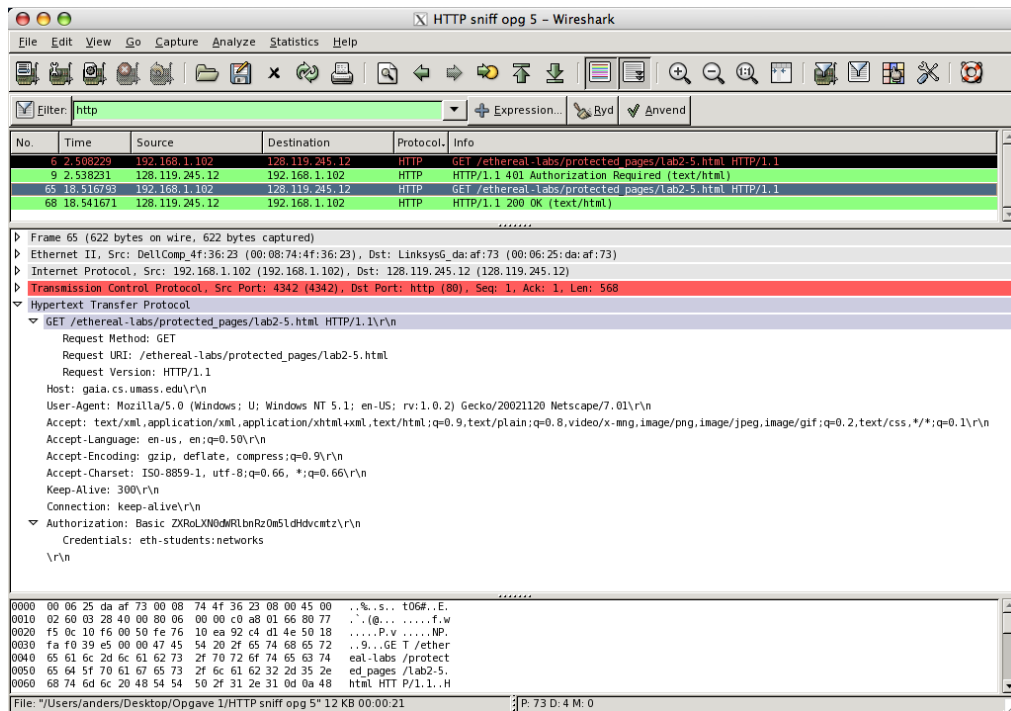 HTTP sniff opg 5 – Wireshark
File Edit View Go Capture Analyze Statistics Help
Filter: http Expression... Ryd Anvend
No. Time Source Destination Protocol Info
6 2.508229 192.168.1.102 128.119.245.12 HTTP GET /ethereal-labs/protected_pages/lab2-5.html HTTP/1.1
9 2.538231 128.119.245.12 192.168.1.102 HTTP HTTP/1.1 401 Authorization Required (text/html)
65 18.516793 192.168.1.102 128.119.245.12 HTTP GET /ethereal-labs/protected_pages/lab2-5.html HTTP/1.1
68 18.541671 128.119.245.12 192.168.1.102 HTTP HTTP/1.1 200 OK (text/html)
Frame 65 (622 bytes on wire, 622 bytes captured)
Ethernet II, Src: DellComp_4f:36:23 (00:08:74:4f:36:23), Dst: LinksysG_da:af:73 (00:06:25:da:af:73)
Internet Protocol, Src: 192.168.1.102 (192.168.1.102), Dst: 128.119.245.12 (128.119.245.12)
Transmission Control Protocol, Src Port: 4342 (4342), Dst Port: http (80), Seq: 1, Ack: 1, Len: 568
Hypertext Transfer Protocol
GET /ethereal-labs/protected_pages/lab2-5.html HTTP/1.1\r\n
Request Method: GET
Request URI: /ethereal-labs/protected_pages/lab2-5.html
Request Version: HTTP/1.1
Host: gaia.cs.umass.edu\r\n
User-Agent: Mozilla/5.0 (Windows; U; Windows NT 5.1; en-US; rv:1.0.2) Gecko/20021120 Netscape/7.01\r\n
Accept: text/xml,application/xml,application/xhtml+xml,text/html;q=0.9,text/plain;q=0.8,video/x-mng,image/png,image/jpeg,image/gif;q=0.2,text/css,*/*;q=0.1\r\n
Accept-Language: en-us, en;q=0.50\r\n
Accept-Encoding: gzip, deflate, compress;q=0.9\r\n
Accept-Charset: ISO-8859-1, utf-8;q=0.66, *;q=0.66\r\n
Keep-Alive: 300\r\n
Connection: keep-alive\r\n
Authorization: Basic ZXRoLXN0dWRlbnRzOm5ldHdvcmtz\r\n
Credentials: eth-students:networks
\r\n
0000 00 06 25 da af 73 00 08 74 4f 36 23 08 00 45 00 ..%..s.. tO6#..E.
0010 02 60 03 28 40 00 80 06 00 00 c0 a8 01 66 80 77 .`.(@... .....f.w
0020 f5 0c 10 f6 00 50 fe 76 10 ea 92 c4 d1 4e 50 18 .....P.v .....NP.
0030 fa f0 39 e5 00 00 47 45 54 20 2f 65 74 68 65 72 ..9...GE T /ether
0040 65 61 6c 2d 6c 61 62 73 2f 70 72 6f 74 65 63 74 eal-labs /protect
0050 65 64 5f 70 61 67 65 73 2f 6c 61 62 32 2d 35 2e ed_pages /lab2-5.
0060 68 74 6d 6c 20 48 54 54 50 2f 31 2e 31 0d 0a 48 html HTT P/1.1..H
File: "/Users/anders/Desktop/Opgave 1/HTTP sniff opg 5" 12 KB 00:00:21 P: 73 D: 4 M: 0